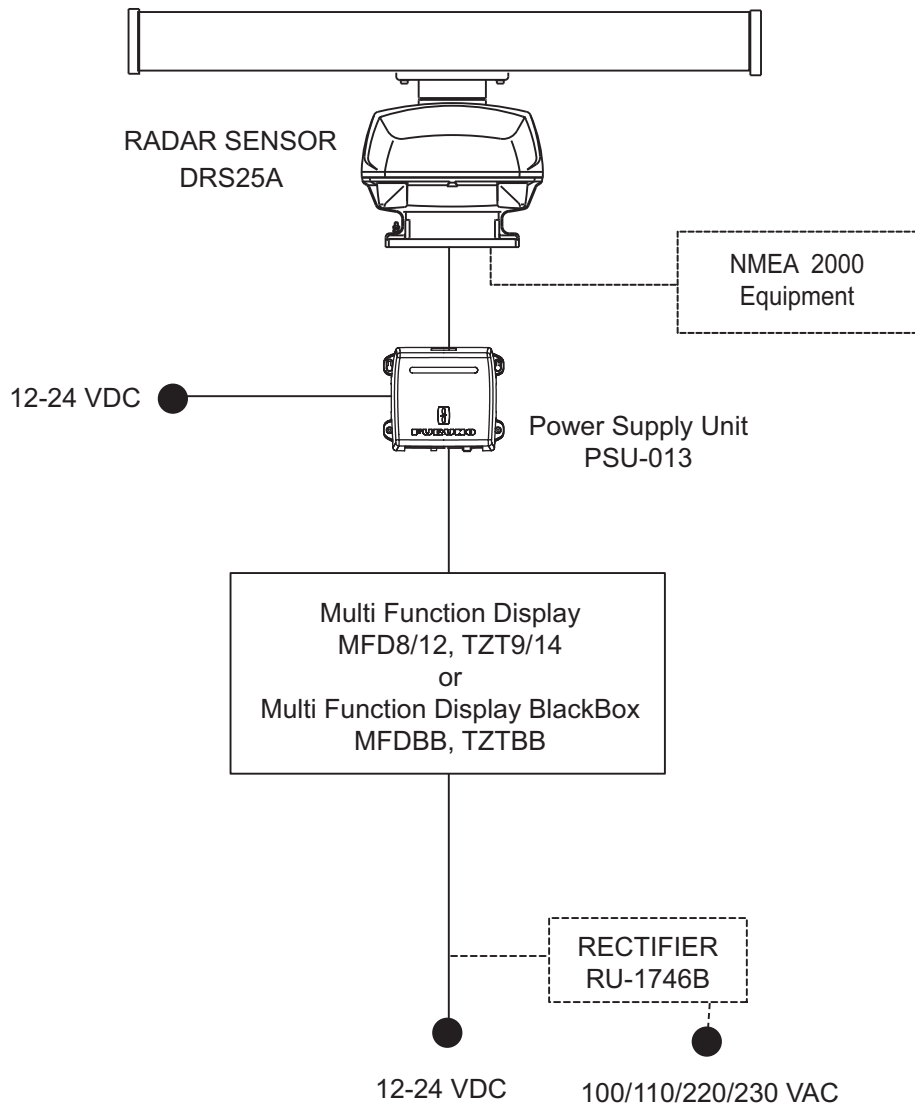 RADAR SENSOR
DRS25A
NMEA 2000
Equipment
12-24 VDC
FURUNO
Power Supply Unit
PSU-013
Multi Function Display
MFD8/12, TZT9/14
or
Multi Function Display BlackBox
MFDBB, TZTBB
RECTIFIER
RU-1746B
12-24 VDC
100/110/220/230 VAC